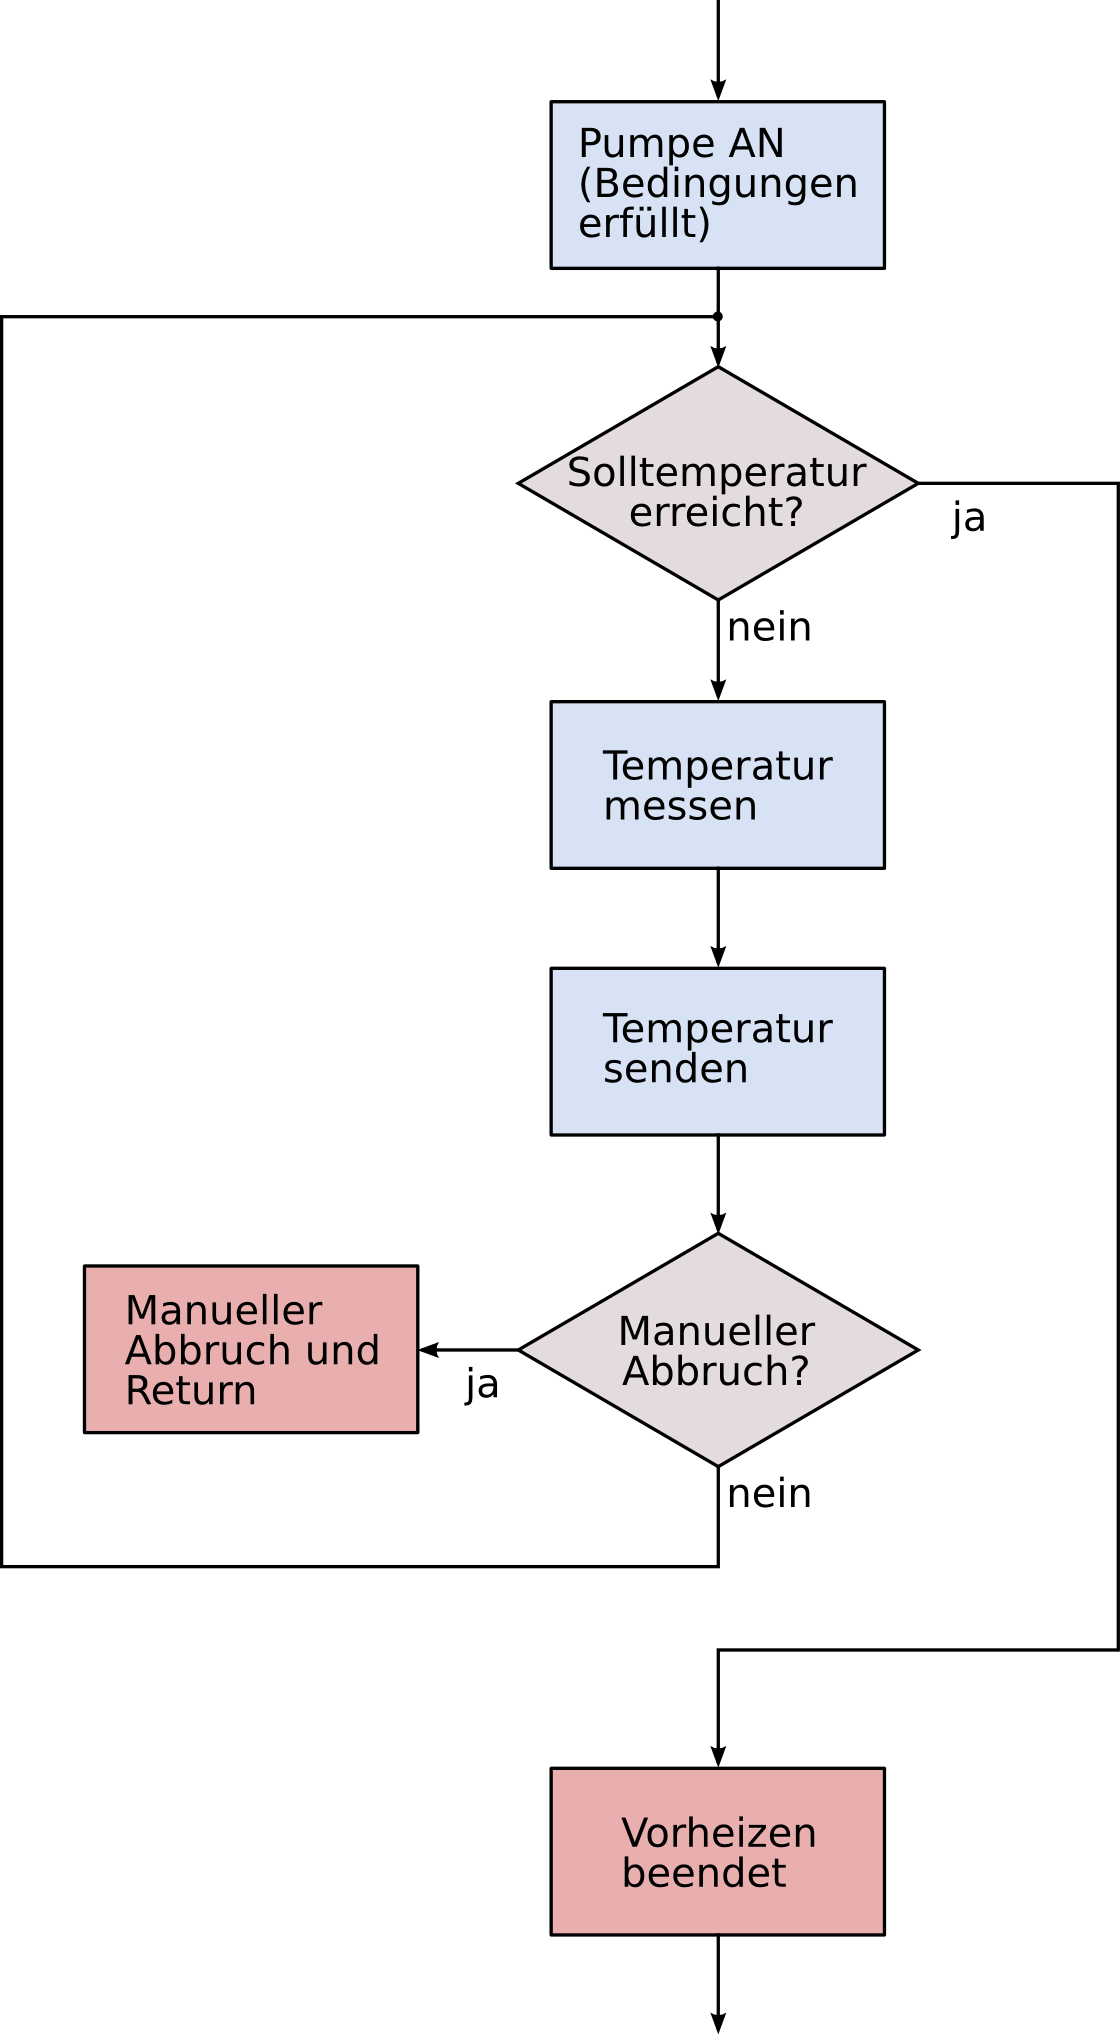 Pumpe AN
(Bedingungen
erfüllt)
Solltemperatur
erreicht?
ja
nein
Temperatur
messen
Temperatur
senden
Manueller
Abbruch?
Manueller
Abbruch und
Return
ja
nein
Vorheizen
beendet